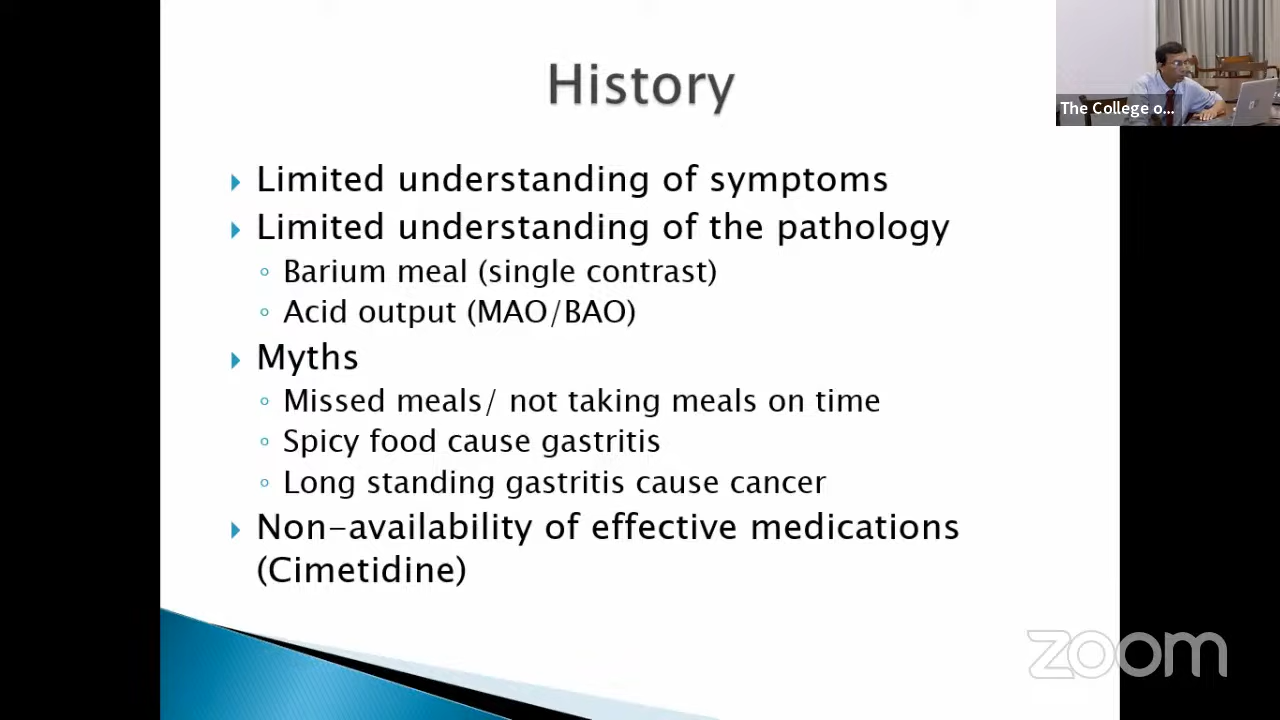 History
The College o...
Limited understanding of symptoms
Limited understanding of the pathology
Barium meal (single contrast)
Acid output (MAO/BAO)
Myths
Missed meals/ not taking meals on time
Spicy food cause gastritis
Long standing gastritis cause cancer
Non-availability of effective medications
(Cimetidine)
zoom